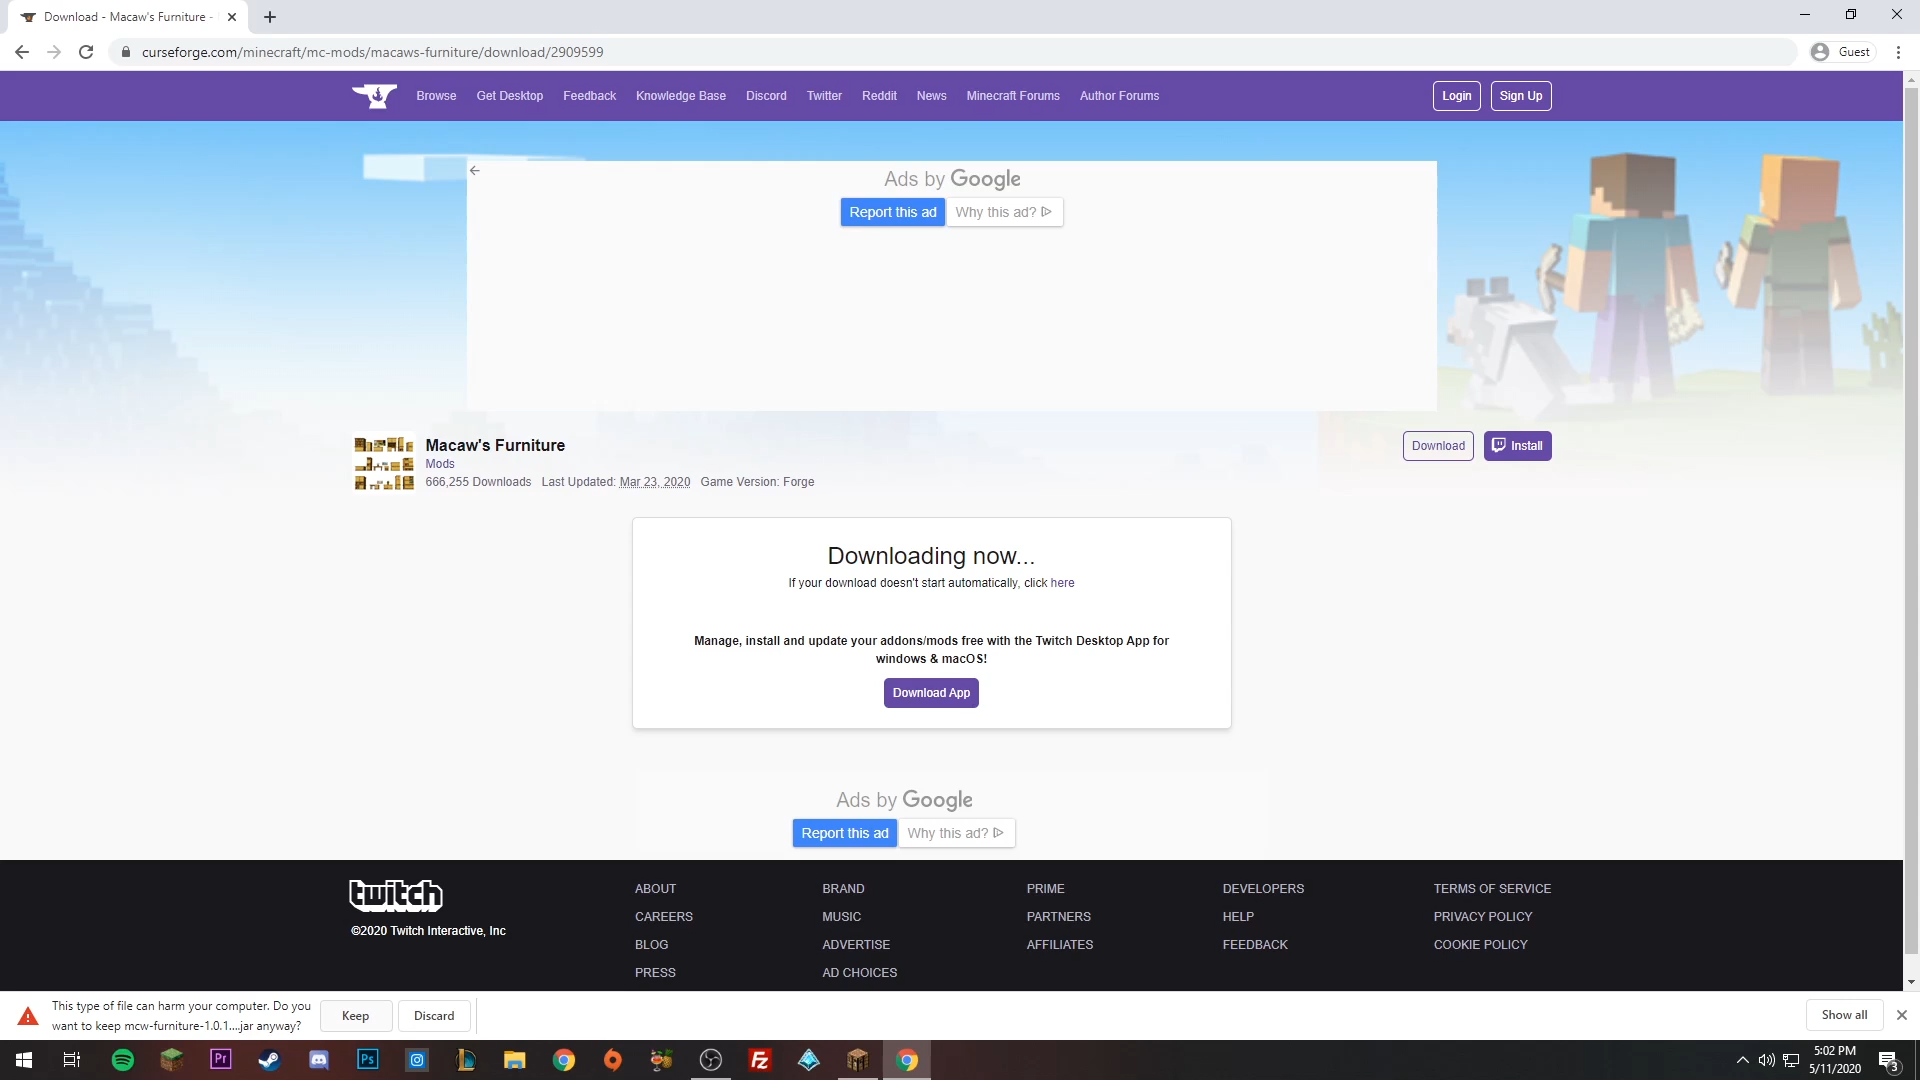 Download - Macaw's Furniture -
curseforge.com/minecraft/mc-mods/macaws-furniture/download/2909599
Guest
Browse Get Desktop Feedback Knowledge Base Discord Twitter Reddit News Minecraft Forums Author Forums Login Sign Up
Ads by Google
Report this ad Why this ad?
Macaw's Furniture
Mods
666,255 Downloads Last Updated: Mar 23, 2020 Game Version: Forge
Download Install
Downloading now...
If your download doesn't start automatically, click here
Manage, install and update your addons/mods free with the Twitch Desktop App for
windows & macOS!
Download App
Ads by Google
Report this ad Why this ad?
twitch
©2020 Twitch Interactive, Inc
ABOUT BRAND PRIME DEVELOPERS TERMS OF SERVICE
CAREERS MUSIC PARTNERS HELP PRIVACY POLICY
BLOG ADVERTISE AFFILIATES FEEDBACK COOKIE POLICY
PRESS AD CHOICES
This type of file can harm your computer. Do you
want to keep mcw-furniture-1.0.1....jar anyway?
Keep Discard Show all
Pr Ps Fz
5:02 PM
5/11/2020
3